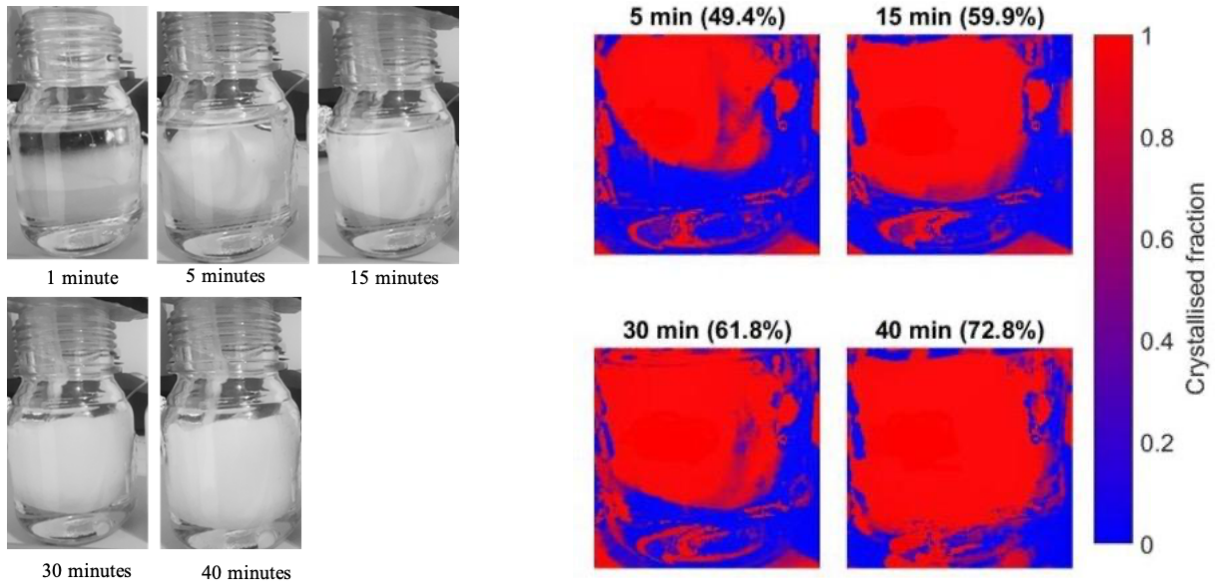 1 minute
5 minutes
15 minutes
30 minutes
40 minutes
5 min (49.4%)
15 min (59.9%)
30 min (61.8%)
40 min (72.8%)
1
0.8
0.6
0.4
0.2
0
Crystallised fraction